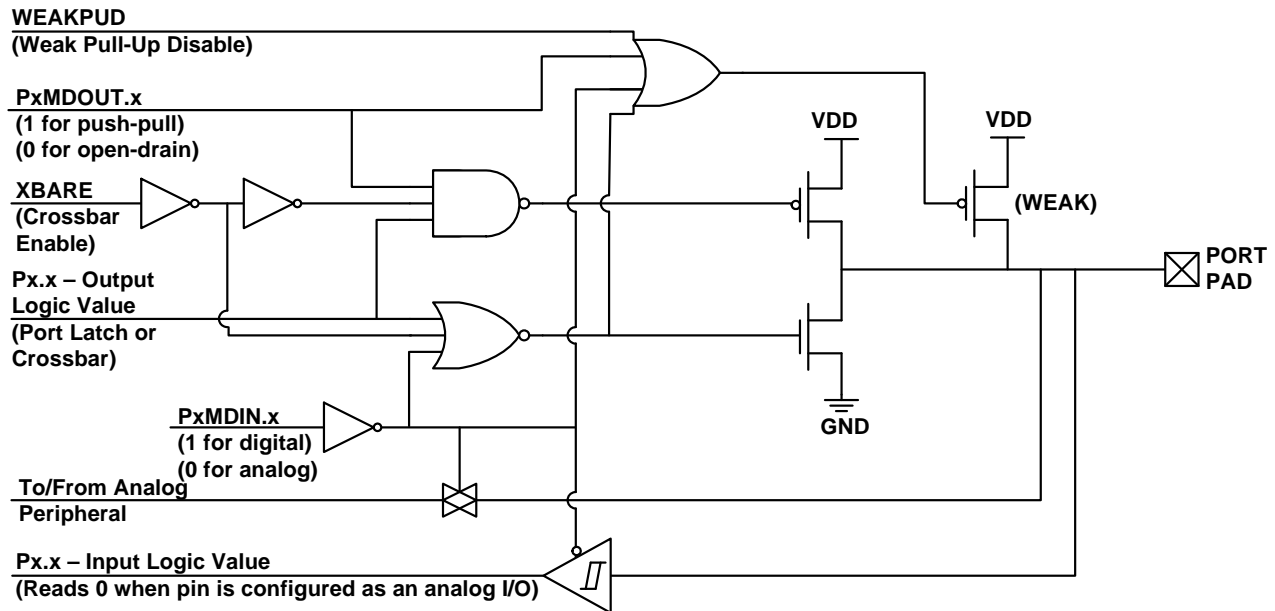 WEAKPUD
(Weak Pull-Up Disable)
PxMDOUT.x
(1 for push-pull)
(0 for open-drain)
VDD
VDD
XBARE
(Crossbar
Enable)
(WEAK)
PORT
PAD
Px.x – Output
Logic Value
(Port Latch or
Crossbar)
PxMDIN.x
(1 for digital)
(0 for analog)
GND
To/From Analog
Peripheral
Px.x – Input Logic Value
(Reads 0 when pin is configured as an analog I/O)